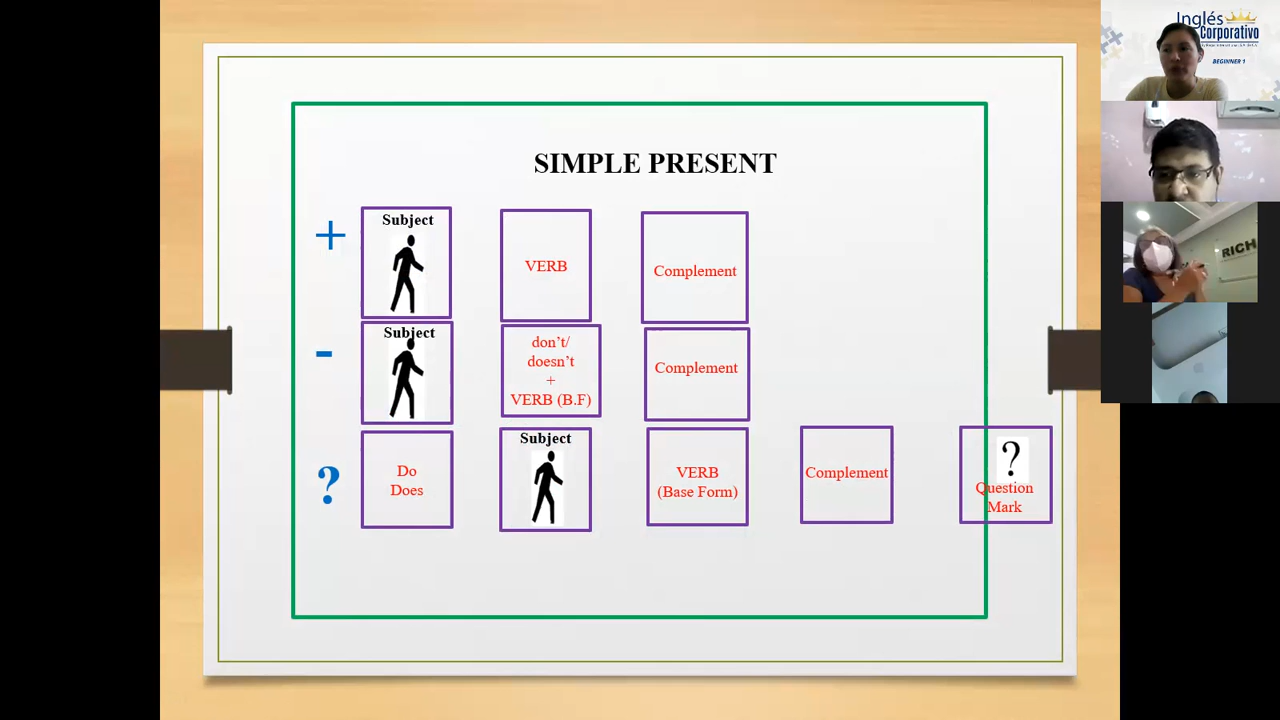 SIMPLE PRESENT
+
Subject
VERB
Complement
-
Subject
don't/
doesn't
+
VERB (B.F)
Complement
?
Do
Does
Subject
VERB
(Base Form)
Complement
?
Question
Mark
Inglés
Corporativo
BEGINNER 1
RICH